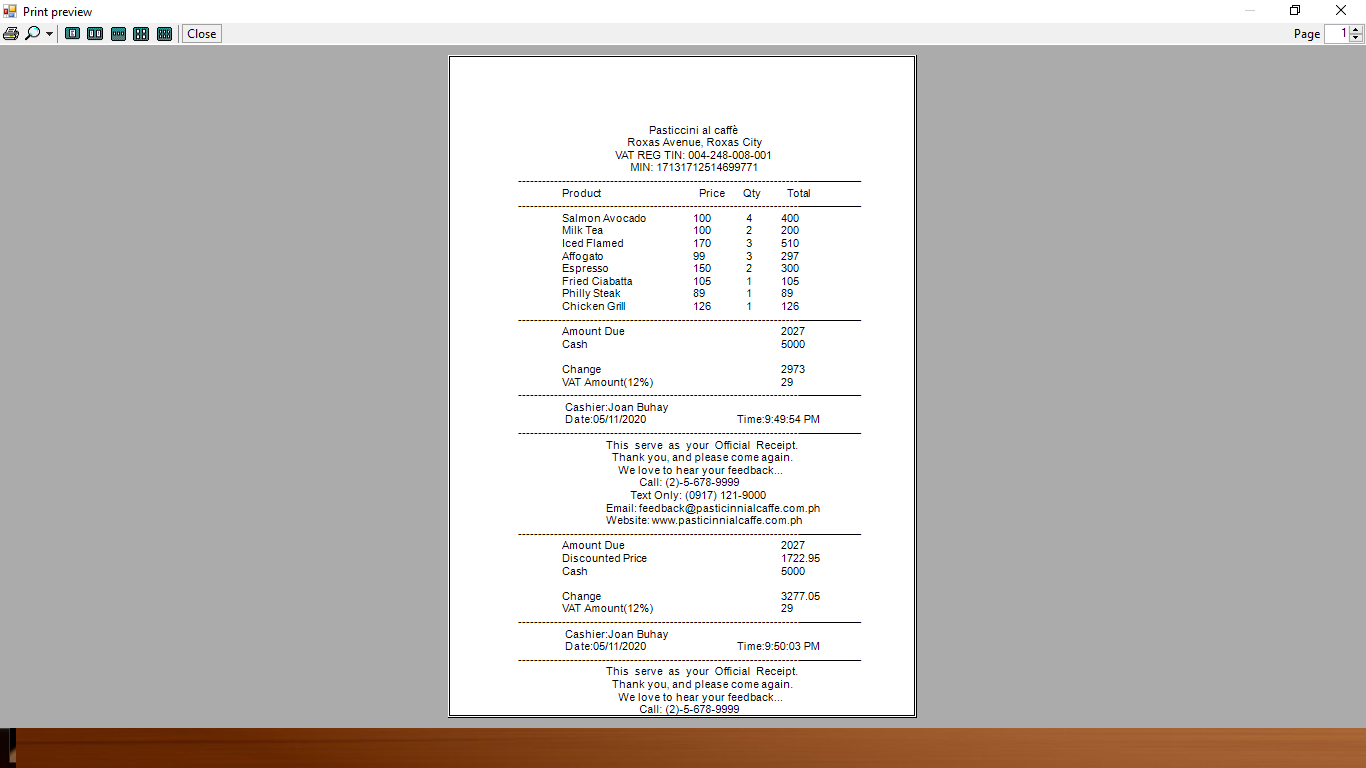 Print preview
Close Page 1
Pasticcini al caffè
Roxas Avenue, Roxas City
VAT REG TIN: 004-248-008-001
MIN: 17131712514699771
Product Price Qty Total
Salmon Avocado 100 4 400
Milk Tea 100 2 200
Iced Flamed 170 3 510
Affogato 99 3 297
Espresso 150 2 300
Fried Ciabatta 105 1 105
Philly Steak 89 1 89
Chicken Grill 126 1 126
Amount Due 2027
Cash 5000
Change 2973
VAT Amount(12%) 29
Cashier:Joan Buhay
Date:05/11/2020 Time:9:49:54 PM
This serve as your Official Receipt.
Thank you, and please come again.
We love to hear your feedback...
Call: (2)-5-678-9999
Text Only: (0917) 121-9000
Email: feedback@pasticinnialcaffe.com.ph
Website: www.pasticinnialcaffe.com.ph
Amount Due 2027
Discounted Price 1722.95
Cash 5000
Change 3277.05
VAT Amount(12%) 29
Cashier:Joan Buhay
Date:05/11/2020 Time:9:50:03 PM
This serve as your Official Receipt.
Thank you, and please come again.
We love to hear your feedback...
Call: (2)-5-678-9999